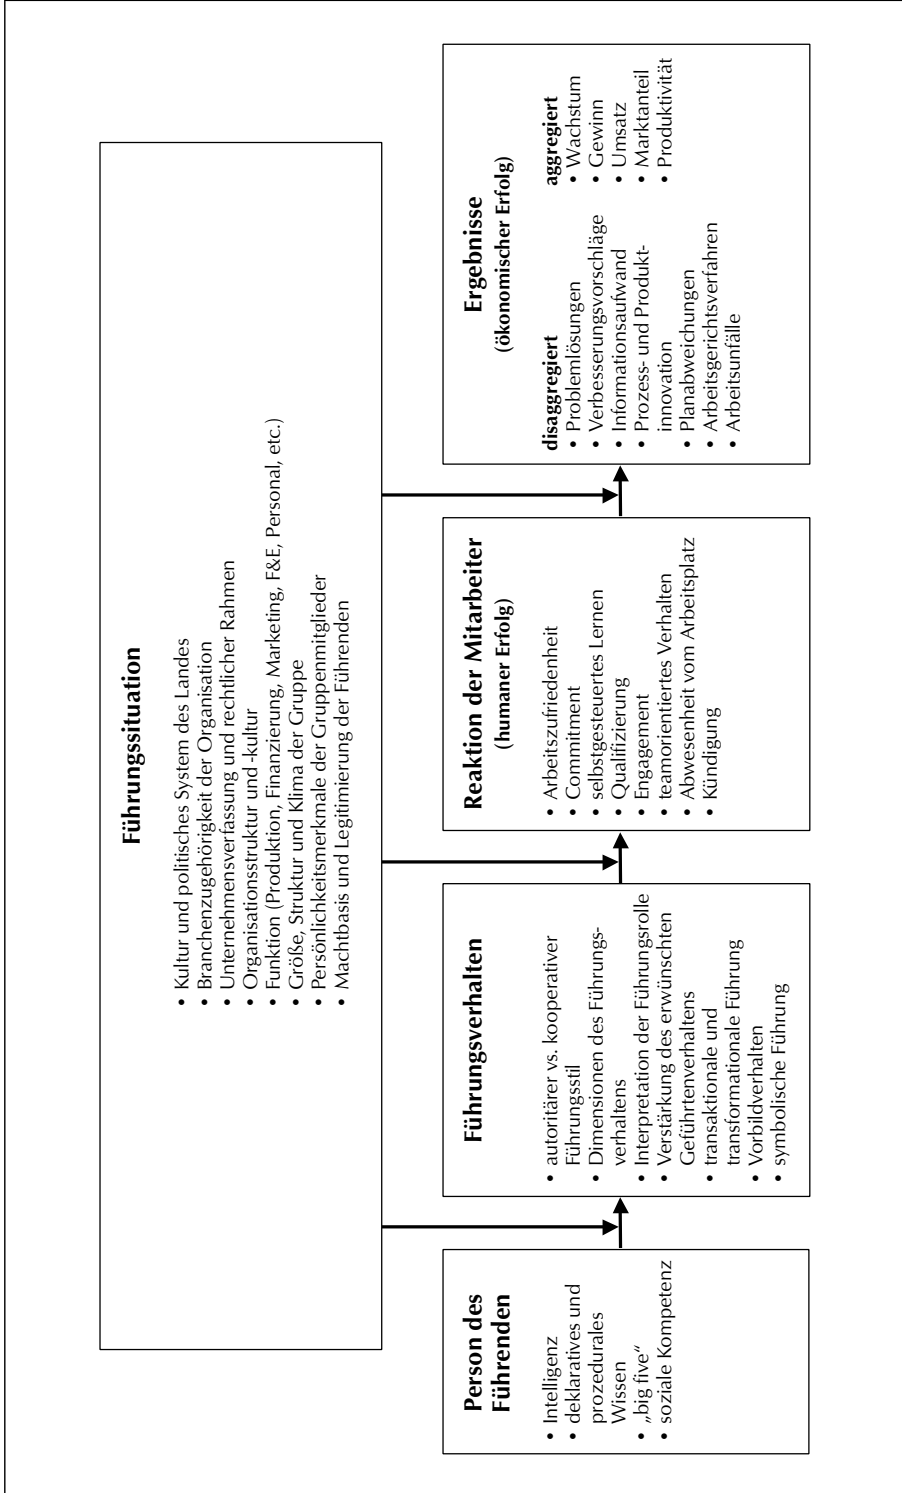 Führungssituation
• Kultur und politisches System des Landes
• Branchenzugehörigkeit der Organisation
• Unternehmensverfassung und rechtlicher Rahmen
• Organisationsstruktur und -kultur
• Funktion (Produktion, Finanzierung, Marketing, F&E, Personal, etc.)
• Größe, Struktur und Klima der Gruppe
• Persönlichkeitsmerkmale der Gruppenmitglieder
• Machtbasis und Legitimierung der Führenden
Person des
Führenden
• Intelligenz
• deklaratives und
prozedurales
Wissen
• „big five“
• soziale Kompetenz
Führungsverhalten
• autoritärer vs. kooperativer
Führungsstil
• Dimensionen des Führungs-
verhaltens
• Interpretation der Führungsrolle
• Verstärkung des erwünschten
Geführtenverhaltens
• transaktionale und
transformationale Führung
• Vorbildverhalten
• symbolische Führung
Reaktion der Mitarbeiter
(humaner Erfolg)
• Arbeitszufriedenheit
• Commitment
• selbstgesteuertes Lernen
• Qualifizierung
• Engagement
• teamorientiertes Verhalten
• Abwesenheit vom Arbeitsplatz
• Kündigung
Ergebnisse
(ökonomischer Erfolg)
disaggregiert
• Problemlösungen
• Verbesserungsvorschläge
• Informationsaufwand
• Prozess- und Produkt-
innovation
• Planabweichungen
• Arbeitsgerichtsverfahren
• Arbeitsunfälle
aggregiert
• Wachstum
• Gewinn
• Umsatz
• Marktanteil
• Produktivität